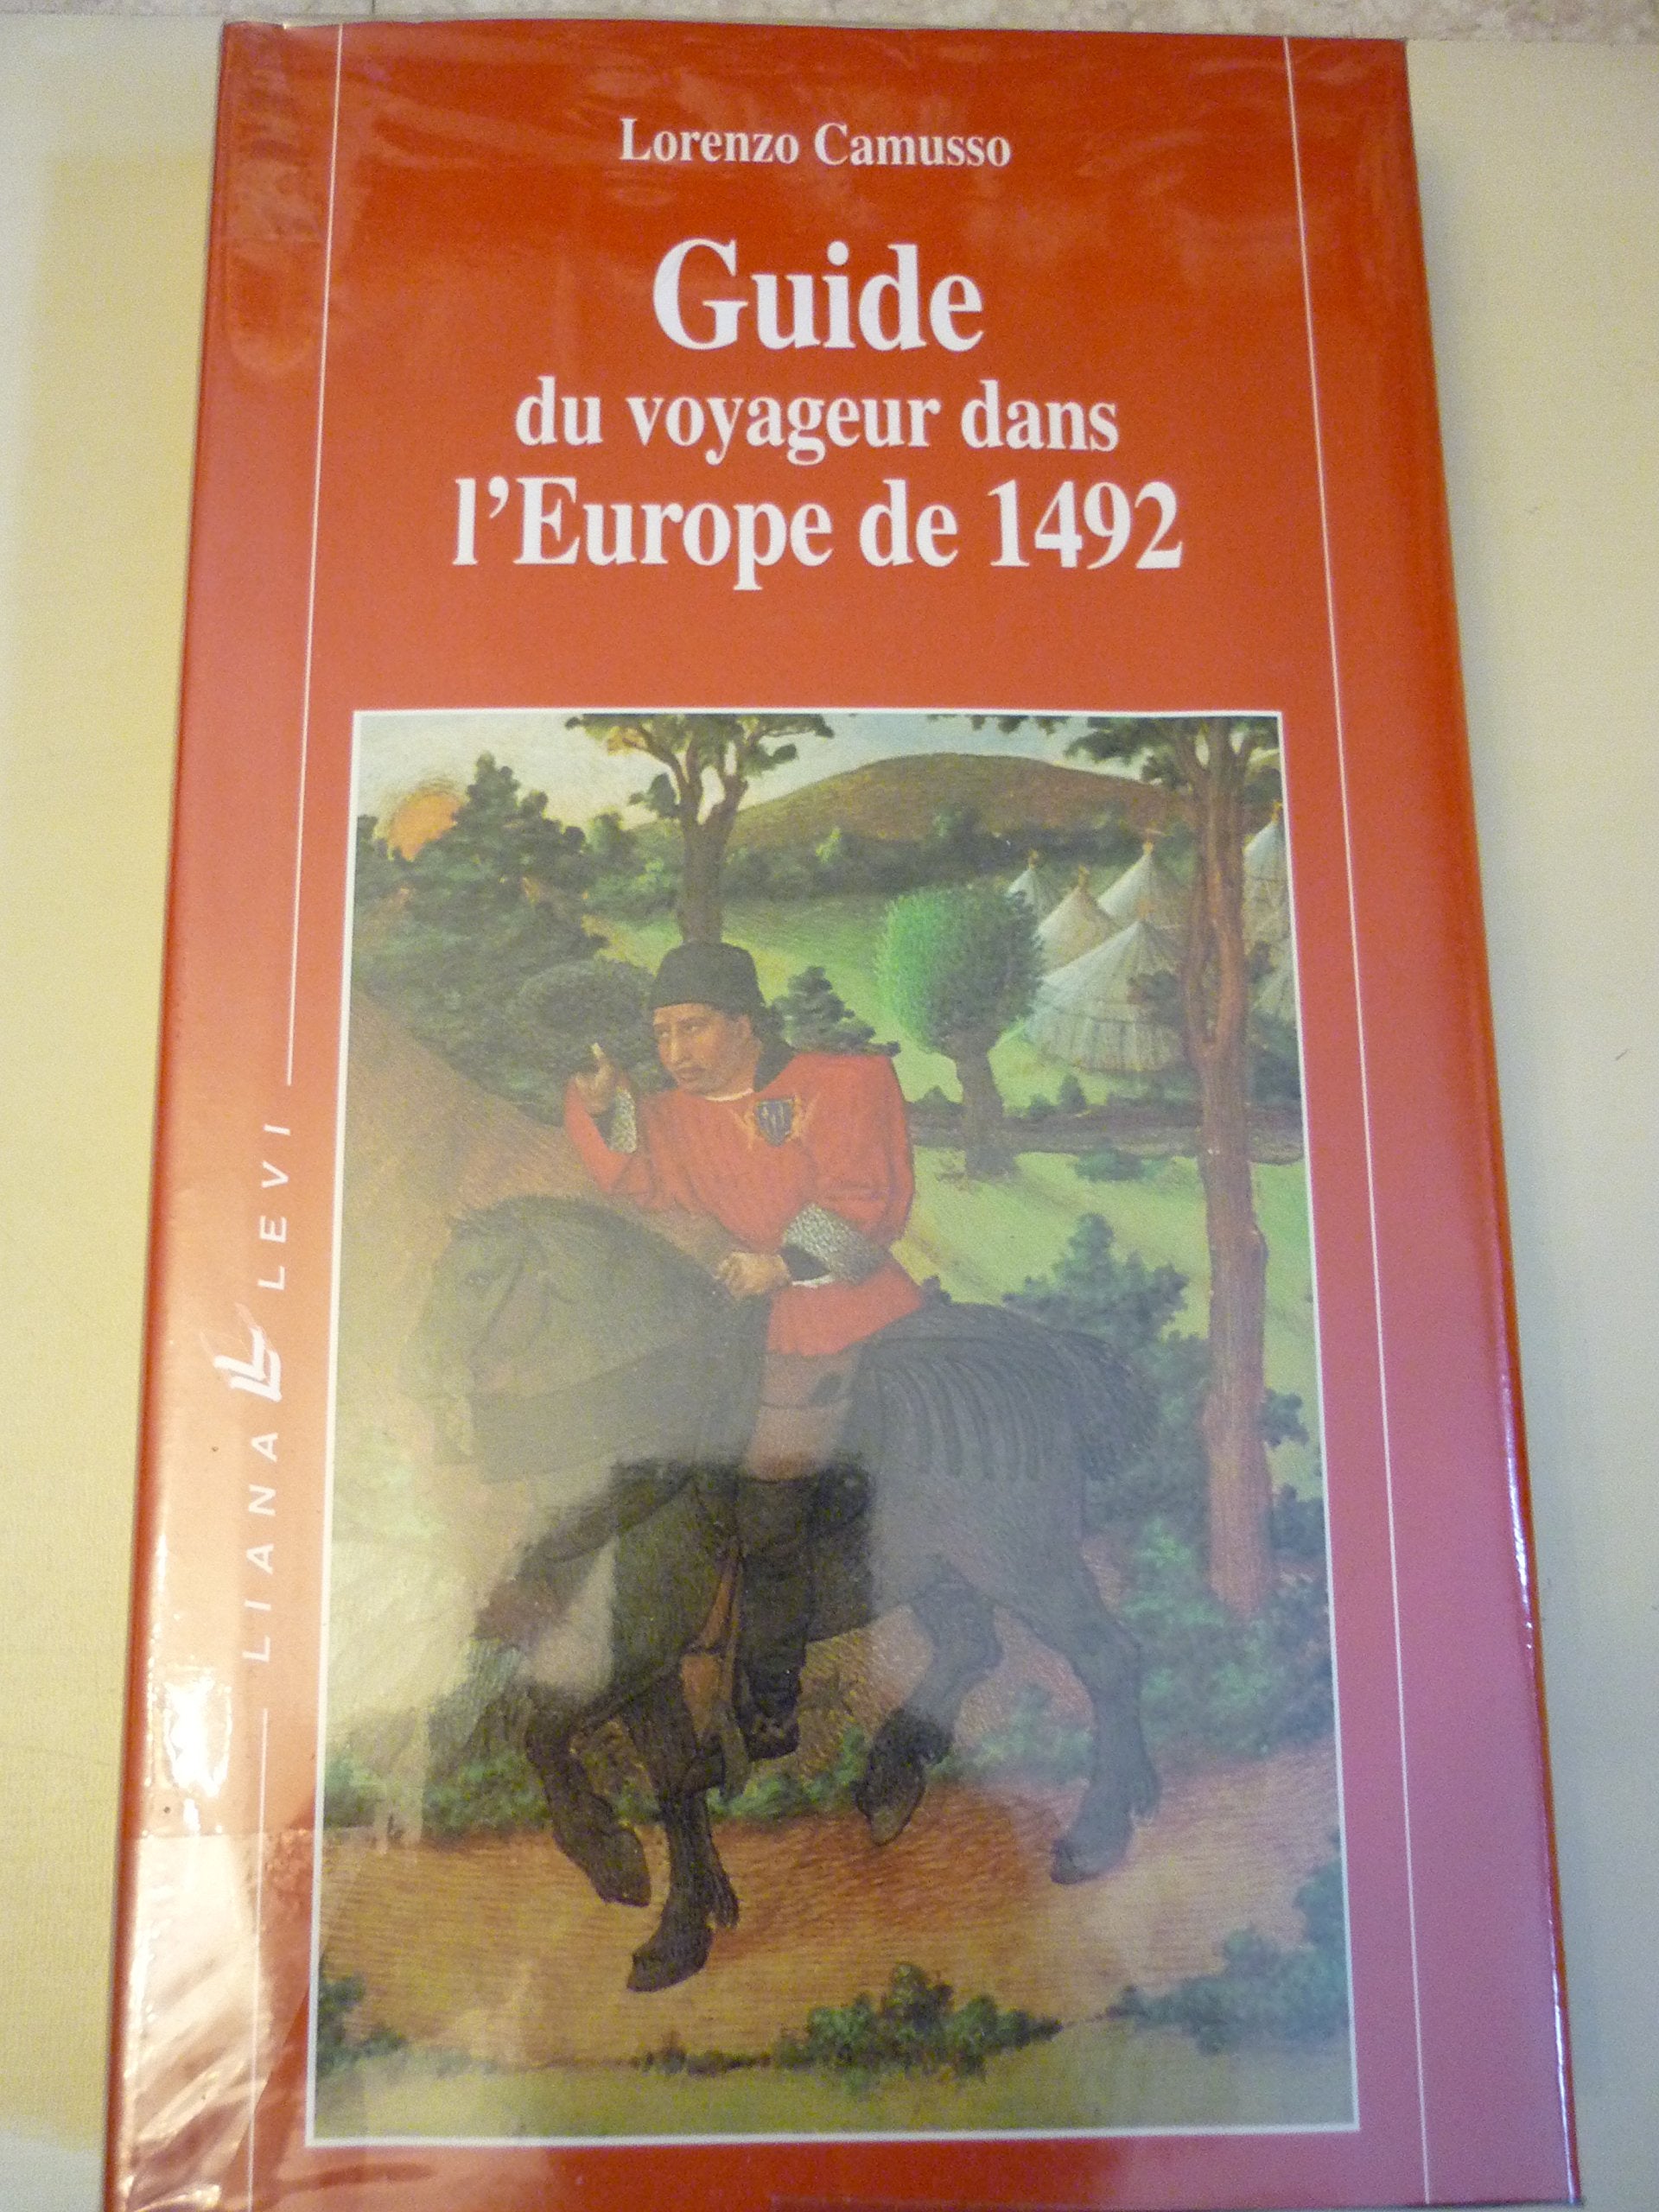 Lorenzo Camusso
Guide
du voyageur dans
l'Europe de 1492
LIANA LEVI